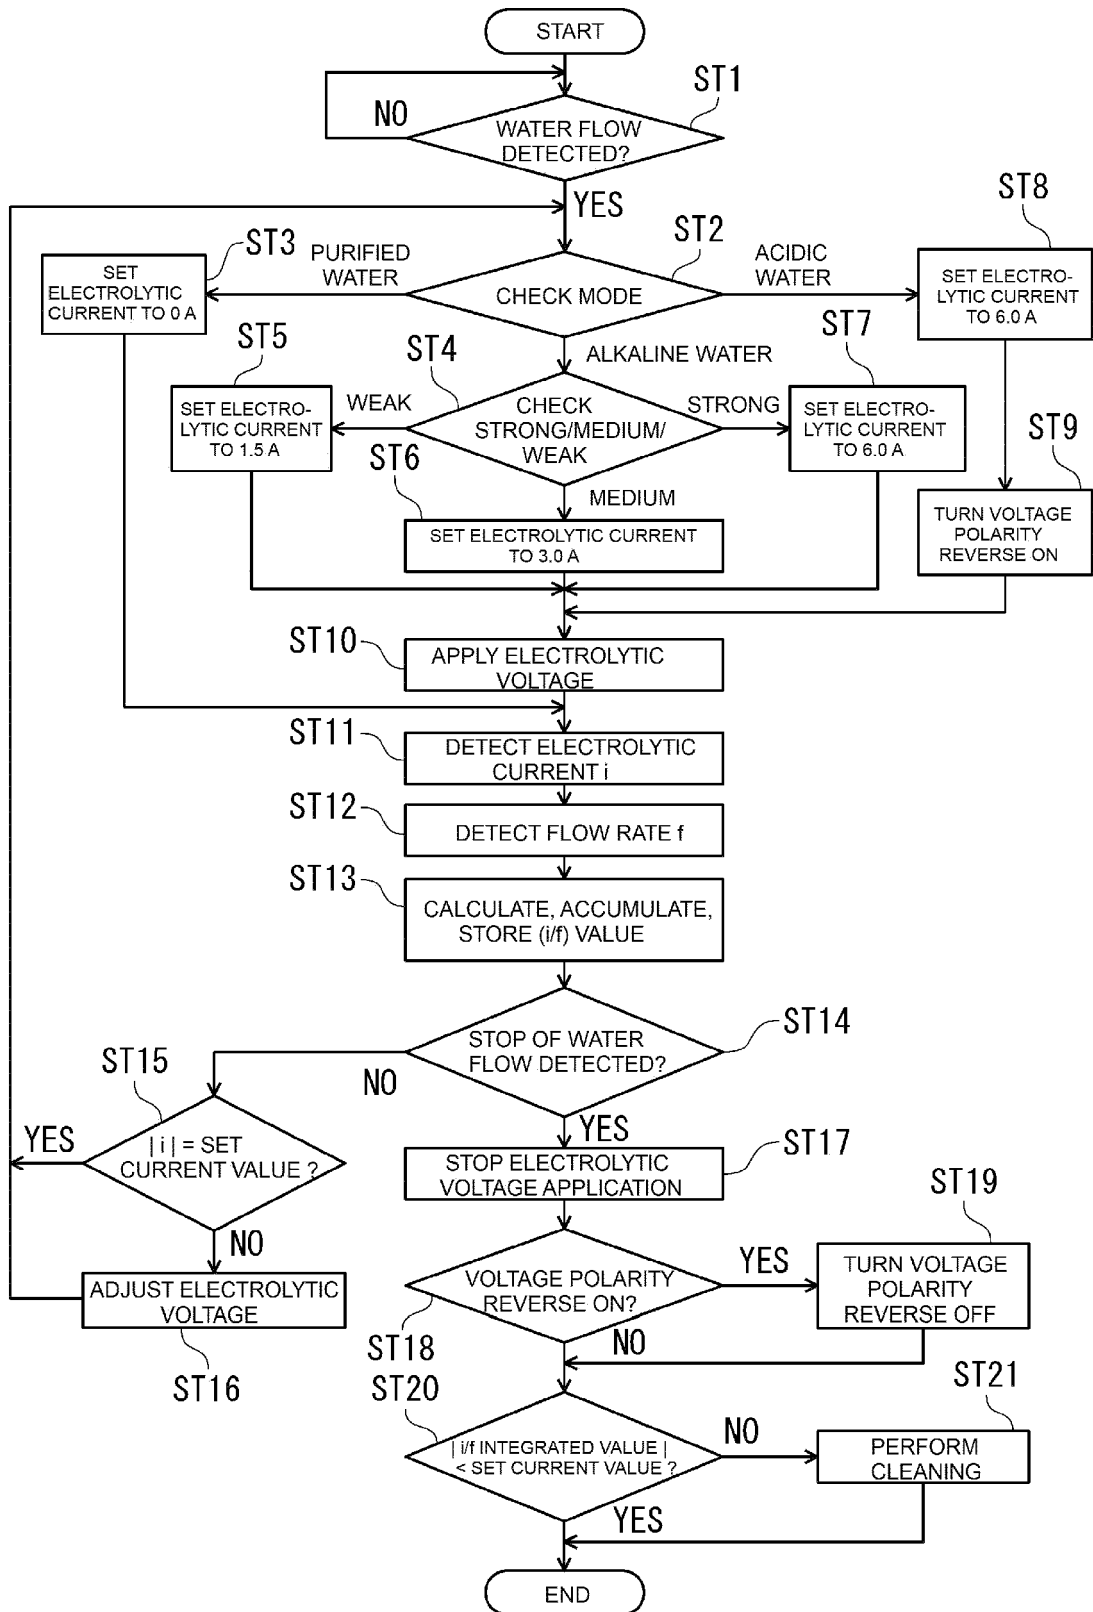 START
ST1
NO
WATER FLOW
DETECTED?
YES
ST8
ST3
PURIFIED
WATER
ST2
ACIDIC
WATER
SET
ELECTROLYTIC
CURRENT TO 0 A
CHECK MODE
SET ELECTRO-
LYTIC CURRENT
TO 6.0 A
ST5
ST4
ALKALINE WATER
ST7
WEAK
STRONG
SET ELECTRO-
LYTIC CURRENT
TO 1.5 A
CHECK
STRONG/MEDIUM/
WEAK
SET ELECTRO-
LYTIC CURRENT
TO 6.0 A
ST9
ST6
MEDIUM
SET ELECTROLYTIC CURRENT
TO 3.0 A
TURN VOLTAGE
POLARITY
REVERSE ON
ST10
APPLY ELECTROLYTIC
VOLTAGE
ST11
DETECT ELECTROLYTIC
CURRENT i
ST12
DETECT FLOW RATE f
ST13
CALCULATE, ACCUMULATE,
STORE (i/f) VALUE
ST14
STOP OF WATER
FLOW DETECTED?
NO
YES
ST15
YES
| i | = SET
CURRENT VALUE ?
NO
ST17
STOP ELECTROLYTIC
VOLTAGE APPLICATION
ST19
ADJUST ELECTROLYTIC
VOLTAGE
ST16
VOLTAGE POLARITY
REVERSE ON?
YES
TURN VOLTAGE
POLARITY
REVERSE OFF
ST18
NO
ST20
ST21
| i/f INTEGRATED VALUE |
< SET CURRENT VALUE ?
NO
PERFORM
CLEANING
YES
END